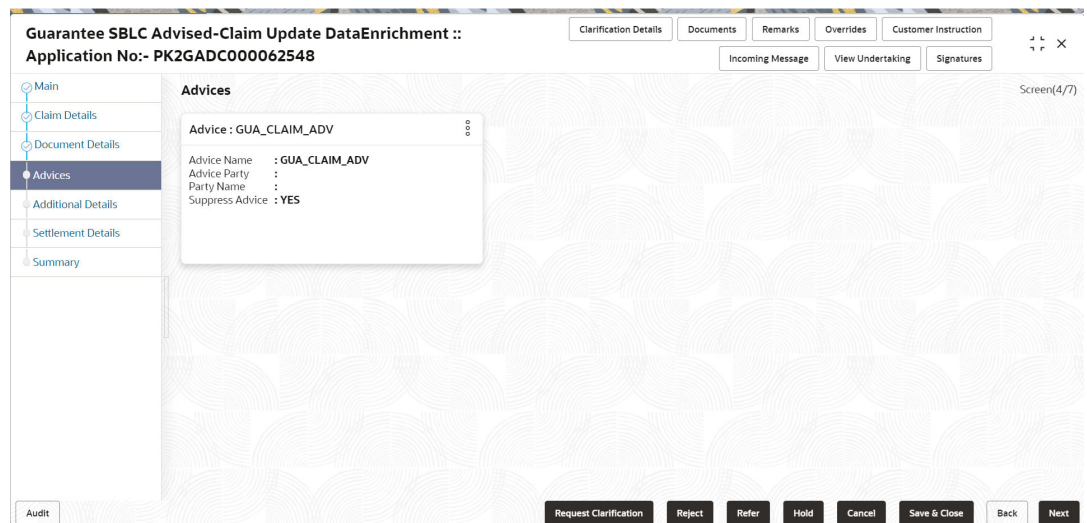 Guarantee SBLC Advised-Claim Update DataEnrichment ::
Application No:- PK2GADC000062548
Clarification Details
Documents
Remarks
Overrides
Customer Instruction
Incoming Message
View Undertaking
Signatures
Main
Claim Details
Document Details
Advices
Additional Details
Settlement Details
Summary
Advices
Screen(4/7)
Advice : GUA_CLAIM_ADV
Advice Name : GUA_CLAIM_ADV
Advice Party :
Party Name :
Suppress Advice : YES
Audit
Request Clarification
Reject
Refer
Hold
Cancel
Save & Close
Back
Next